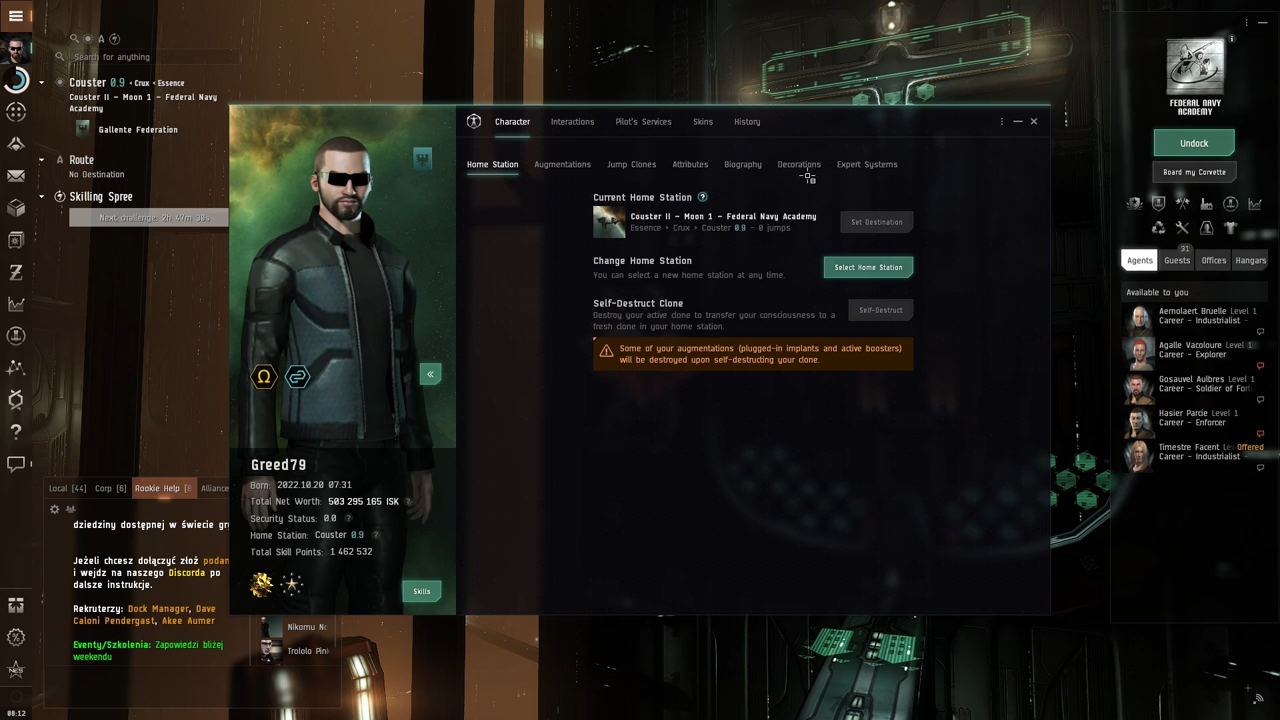 Search for anything
Couster 0.9 ‹ Crux ‹ Essence
Couster II – Moon 1 – Federal Navy
Academy
Gallente Federation
Route
No Destination
Skilling Spree
Next challenge: 2h 47m 38s
Local [44] Corp [6] Rookie Help Alliance
dziedziny dostępnej w świecie
Jeżeli chcesz dołączyć złoż
i wejdz na naszego Discorda po
dalsze instrukcje.
Rekruterzy: Dock Manager, Dave
Caloni Pendergast, Akee Aumer
Eventy/Szkolenia: Zapowiedzi bliżej
weekendu
Nikomu
Trololo
08:12
Greed79
Born: 2022.10.20 07:31
Total Net Worth: 503 295 165 ISK ?
Security Status: 0.0 ?
Home Station: Couster 0.9 ?
Total Skill Points: 1 462 532
Skills
Character Interactions Pilot's Services Skins History
Home Station Augmentations Jump Clones Attributes Biography Decorations Expert Systems
Current Home Station ?
Couster II – Moon 1 – Federal Navy Academy
Essence › Crux › Couster 0.9 - 0 jumps
Set Destination
Change Home Station
You can select a new home station at any time.
Select Home Station
Self-Destruct Clone
Destroy your active clone to transfer your consciousness to a
fresh clone in your home station.
Self-Destruct
Some of your augmentations (plugged-in implants and active boosters)
will be destroyed upon self-destructing your clone.
FEDERAL NAVY
ACADEMY
Undock
Board my Corvette
31
Agents Guests Offices Hangars
Available to you
Aernolaert Bruelle Level 1
Career – Industrialist –
Agalle Vacoloure Level 1
Career – Explorer
Gosauvel Aulbres Level 1
Career – Soldier of
Hasier Parcie Level 1
Career – Enforcer
Timestre Facent Offered
Career – Industrialist –